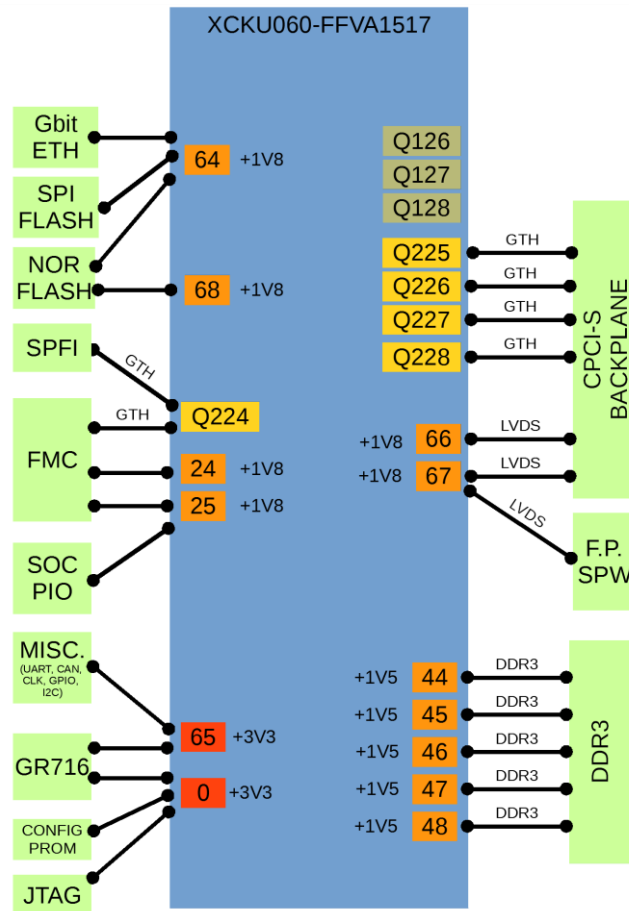 XCKU060-FFVA1517
Gbit
ETH
SPI
FLASH
NOR
FLASH
SPFI
FMC
SOC
PIO
MISC.
(UART, CAN,
CLK, GPIO,
I2C)
GR716
CONFIG
PROM
JTAG
64 +1V8
68 +1V8
GTH
GTH
Q224
24 +1V8
25 +1V8
65 +3V3
0 +3V3
Q126
Q127
Q128
Q225 GTH
Q226 GTH
Q227 GTH
Q228 GTH
+1V8 66 LVDS
+1V8 67 LVDS
LVDS
+1V5 44 DDR3
+1V5 45 DDR3
+1V5 46 DDR3
+1V5 47 DDR3
+1V5 48 DDR3
CPCI-S
BACKPLANE
F.P.
SPW
DDR3